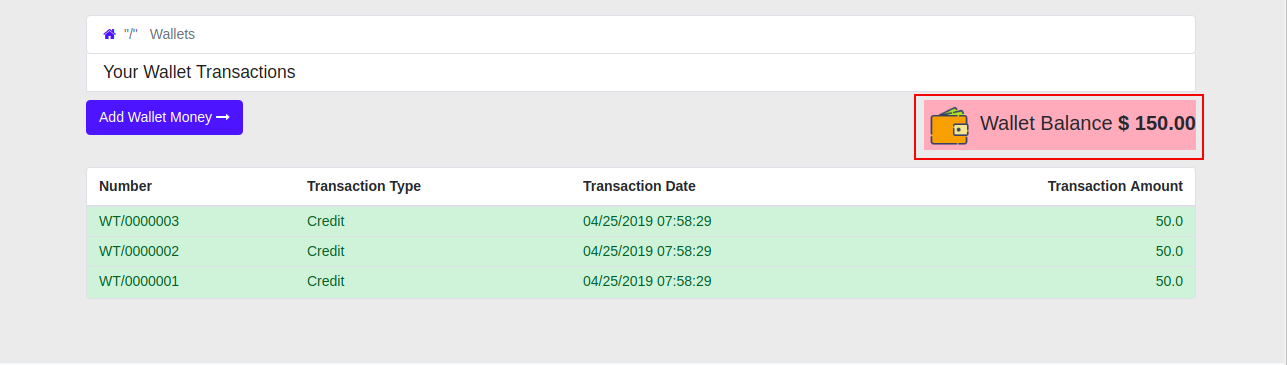 "/" Wallets
Your Wallet Transactions
Add Wallet Money
Wallet Balance $ 150.00
Number Transaction Type Transaction Date Transaction Amount
WT/0000003 Credit 04/25/2019 07:58:29 50.0
WT/0000002 Credit 04/25/2019 07:58:29 50.0
WT/0000001 Credit 04/25/2019 07:58:29 50.0